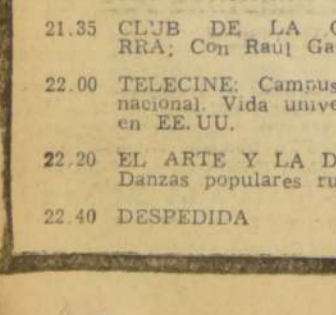 21.35 CLUB DE LA
RRA; Con Raúl Ga
22.00 TELECINE: Campus
nacional. Vida unive
en EE. UU.
22.20 EL ARTE Y LA D
Danzas populares ru
22.40 DESPEDIDA